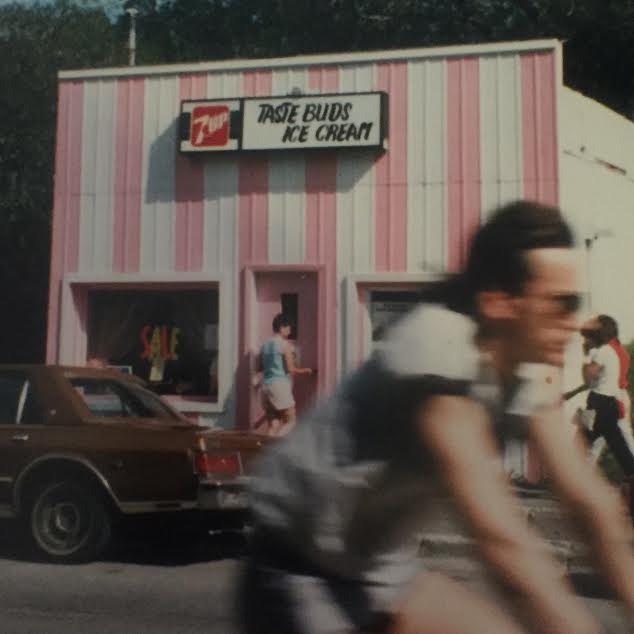 7up
TASTE BUDS
ICE CREAM
SALE